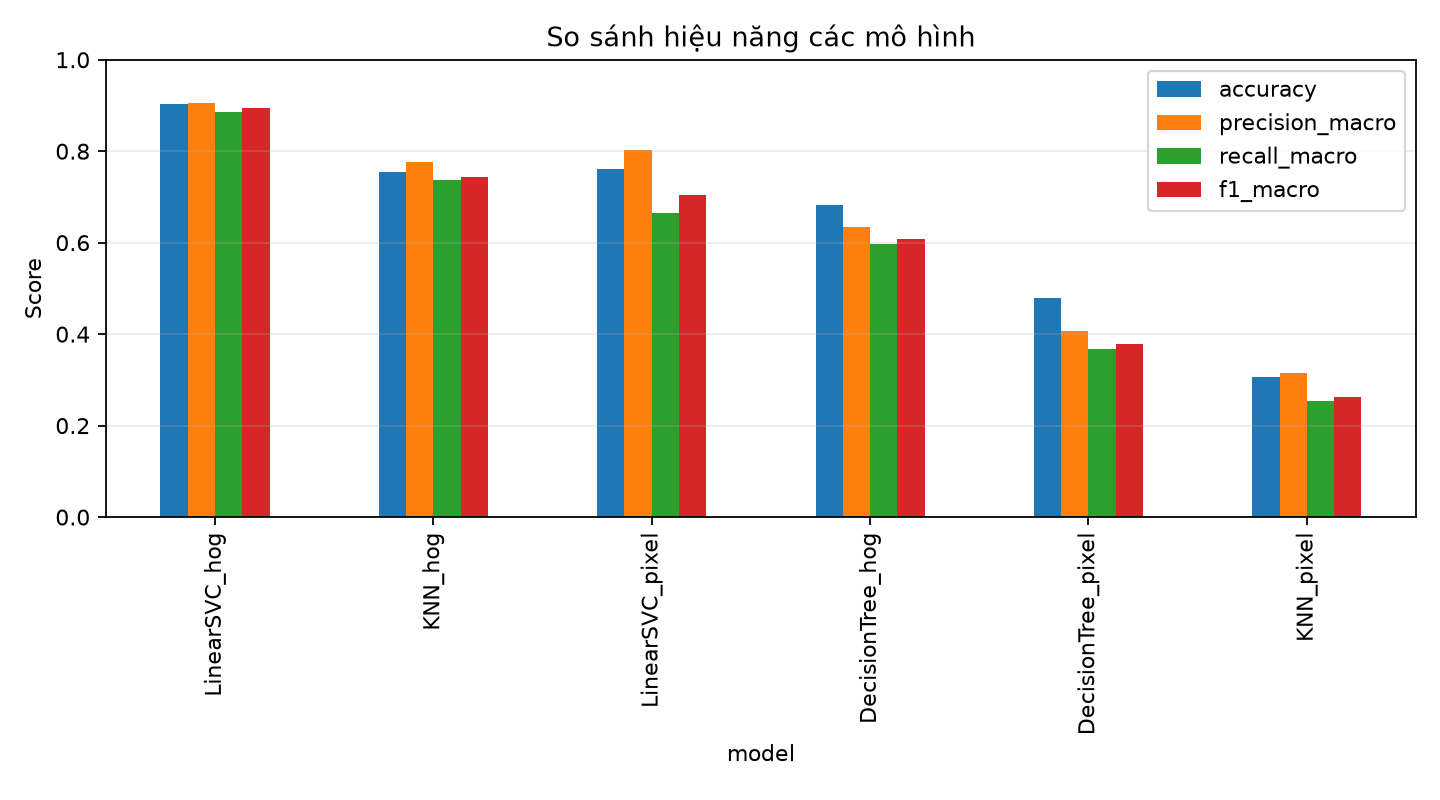 So sánh hiệu năng các mô hình
1.0
0.8
0.6
0.4
0.2
0.0
Score
accuracy
precision_macro
recall_macro
f1_macro
LinearSVC_hog
KNN_hog
LinearSVC_pixel
DecisionTree_hog
DecisionTree_pixel
KNN_pixel
model